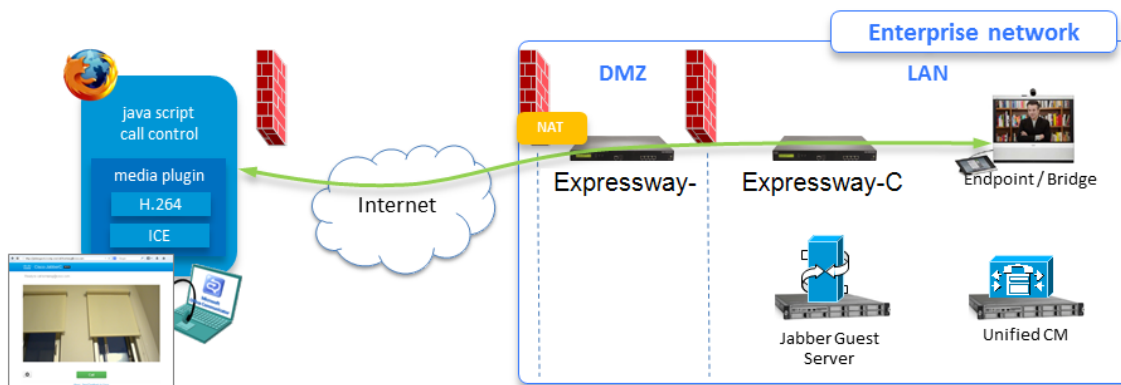 Enterprise network
DMZ
LAN
java script
call control
NAT
media plugin
H.264
ICE
Internet
Expressway-
Expressway-C
Endpoint / Bridge
Jabber Guest
Server
Unified CM